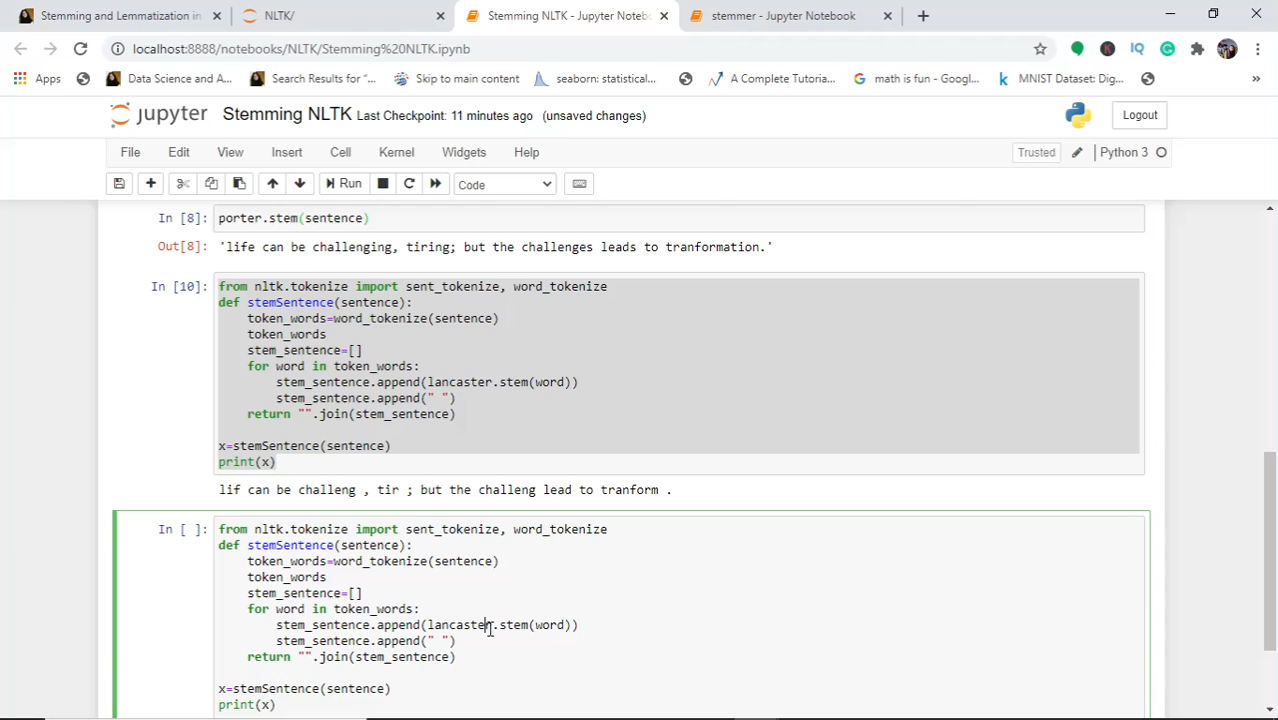 Stemming and Lemmatization in
NLTK/
Stemming NLTK - Jupyter Notebo
stemmer - Jupyter Notebook
localhost:8888/notebooks/NLTK/Stemming%20NLTK.ipynb
Apps
Data Science and A...
Search Results for "...
Skip to main content
seaborn: statistical...
A Complete Tutoria...
math is fun - Googl...
MNIST Dataset: Dig...
jupyter Stemming NLTK Last Checkpoint: 11 minutes ago (unsaved changes)
Logout
File Edit View Insert Cell Kernel Widgets Help
Trusted Python 3
Run Code
In [8]: porter.stem(sentence)
Out[8]: 'life can be challenging, tiring; but the challenges leads to tranformation.'
In [10]: from nltk.tokenize import sent_tokenize, word_tokenize
def stemSentence(sentence):
token_words=word_tokenize(sentence)
token_words
stem_sentence=[]
for word in token_words:
stem_sentence.append(lancaster.stem(word))
stem_sentence.append(" ")
return "".join(stem_sentence)
x=stemSentence(sentence)
print(x)
lif can be challeng , tir ; but the challeng lead to tranform .
In [ ]: from nltk.tokenize import sent_tokenize, word_tokenize
def stemSentence(sentence):
token_words=word_tokenize(sentence)
token_words
stem_sentence=[]
for word in token_words:
stem_sentence.append(lancaster.stem(word))
stem_sentence.append(" ")
return "".join(stem_sentence)
x=stemSentence(sentence)
print(x)